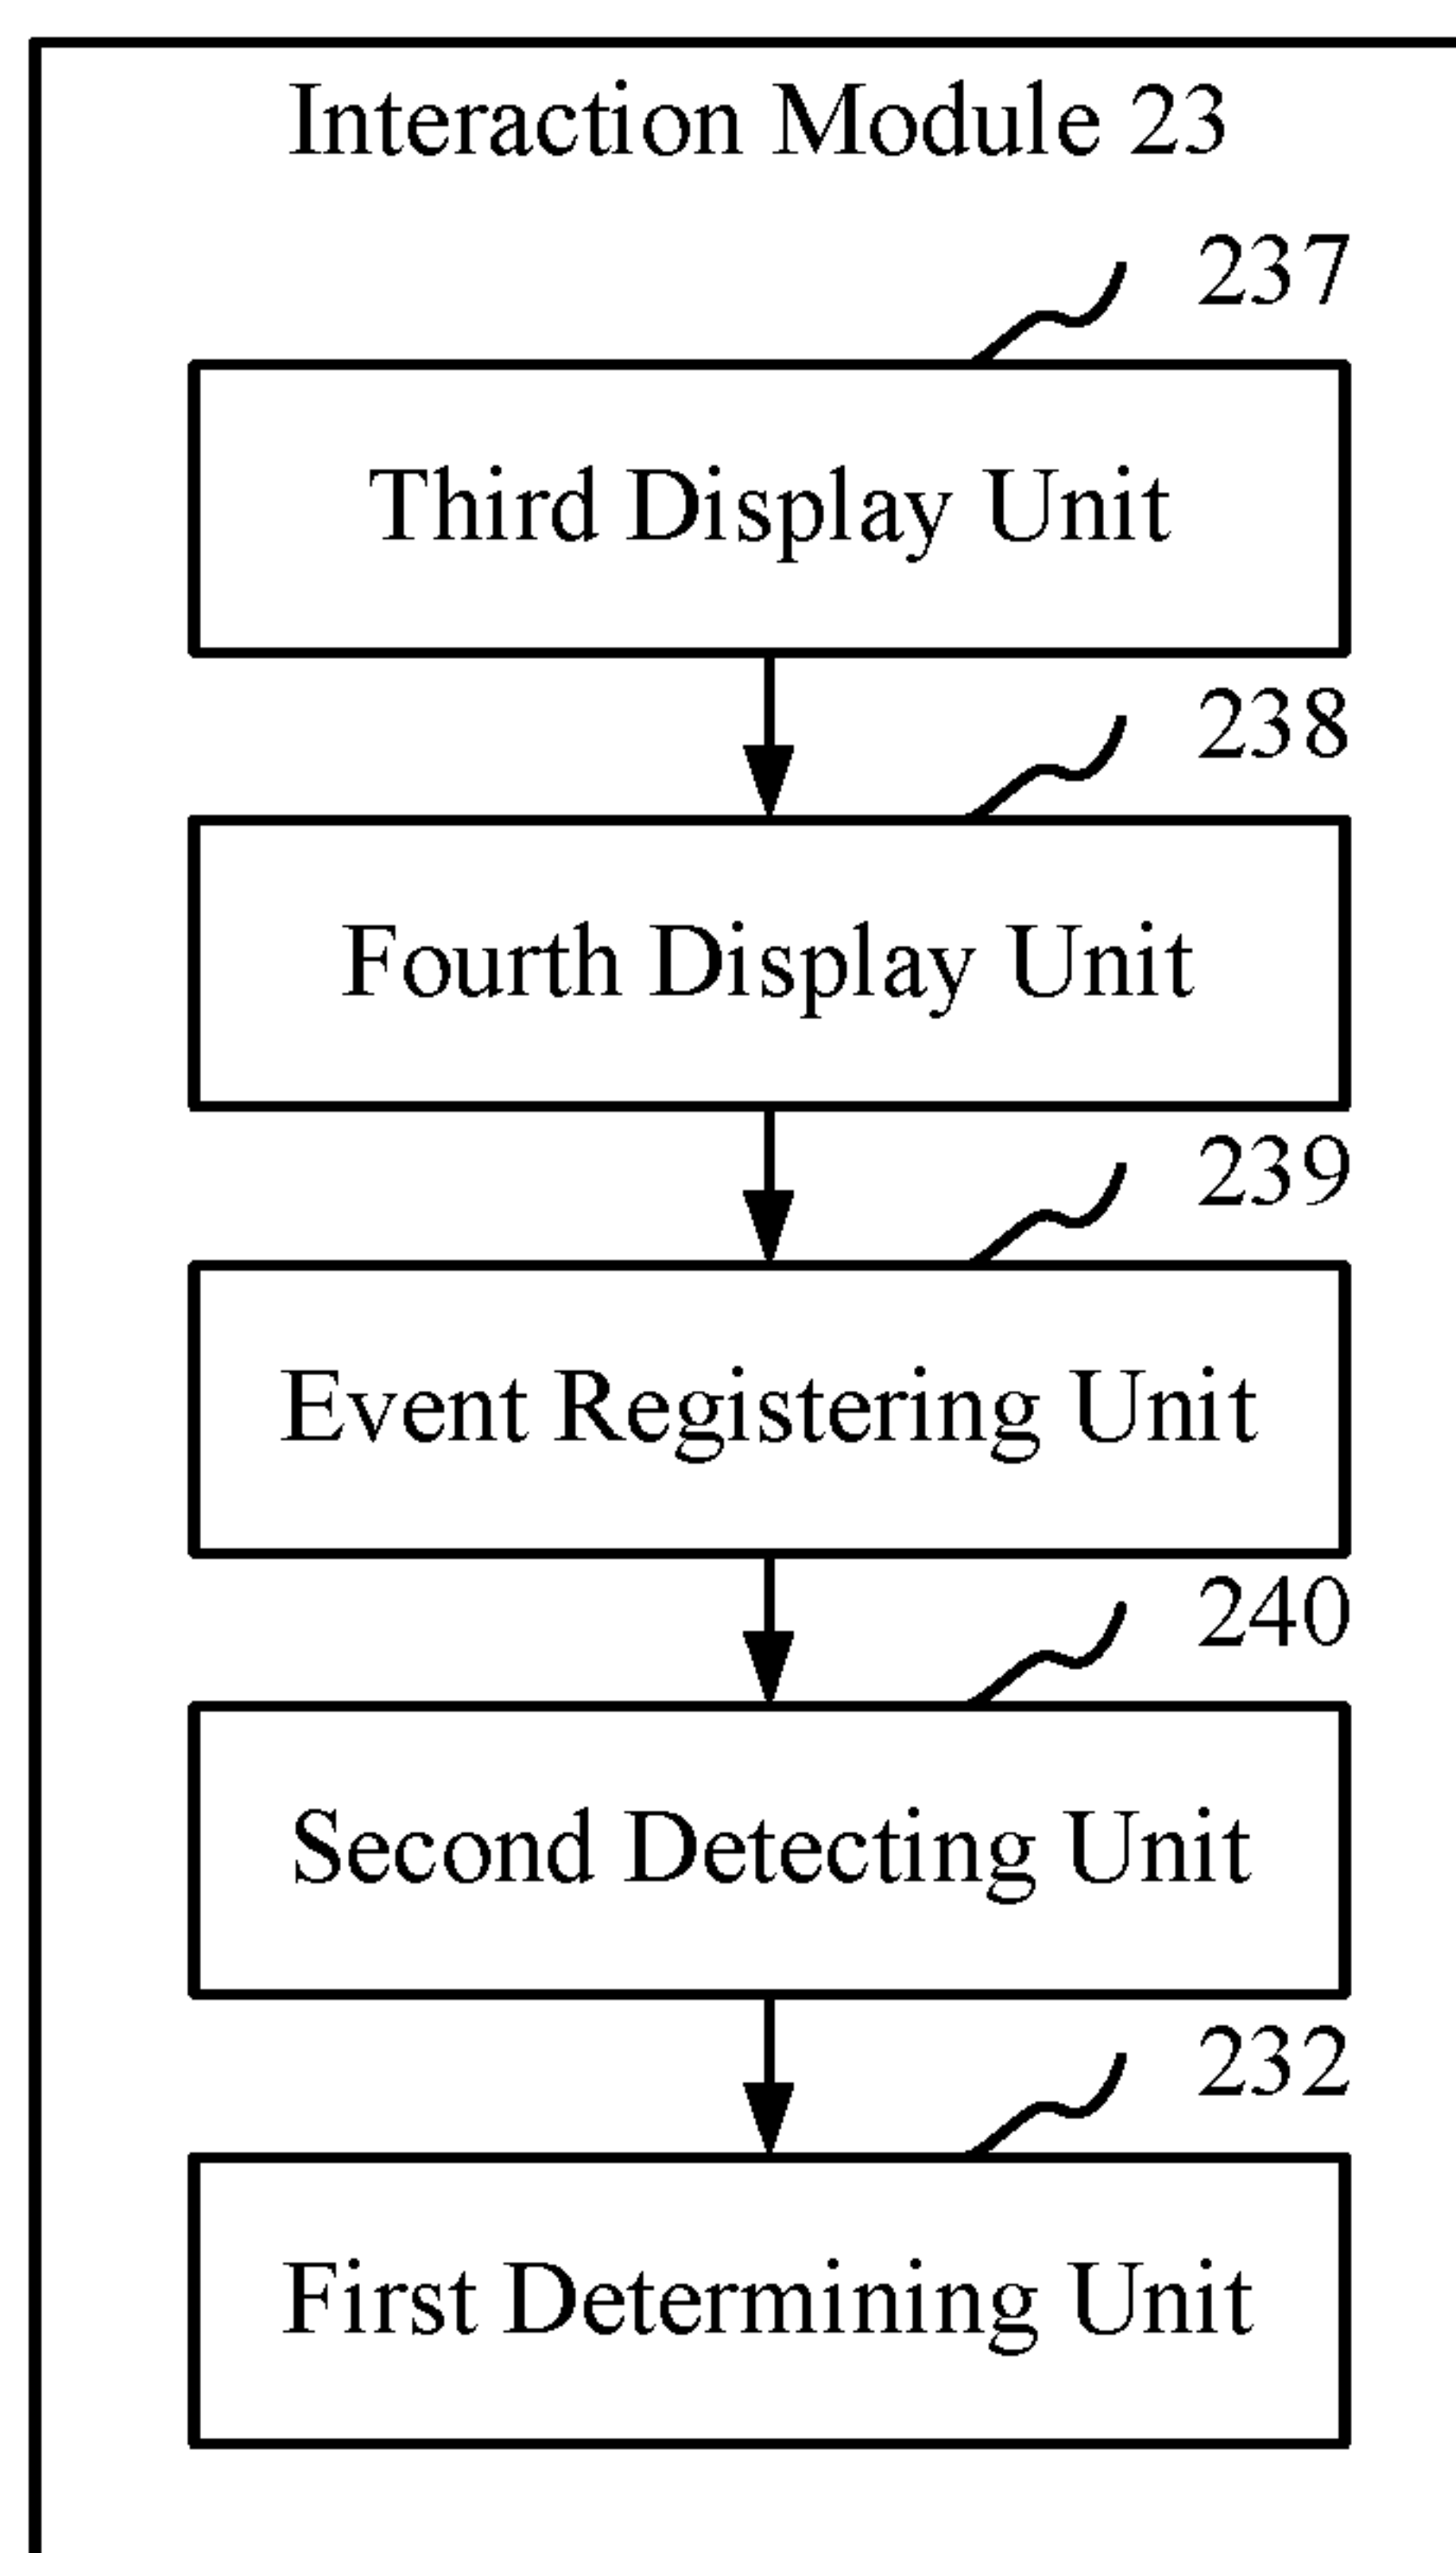 Interaction Module 23
237
Third Display Unit
238
Fourth Display Unit
239
Event Registering Unit
240
Second Detecting Unit
232
First Determining Unit